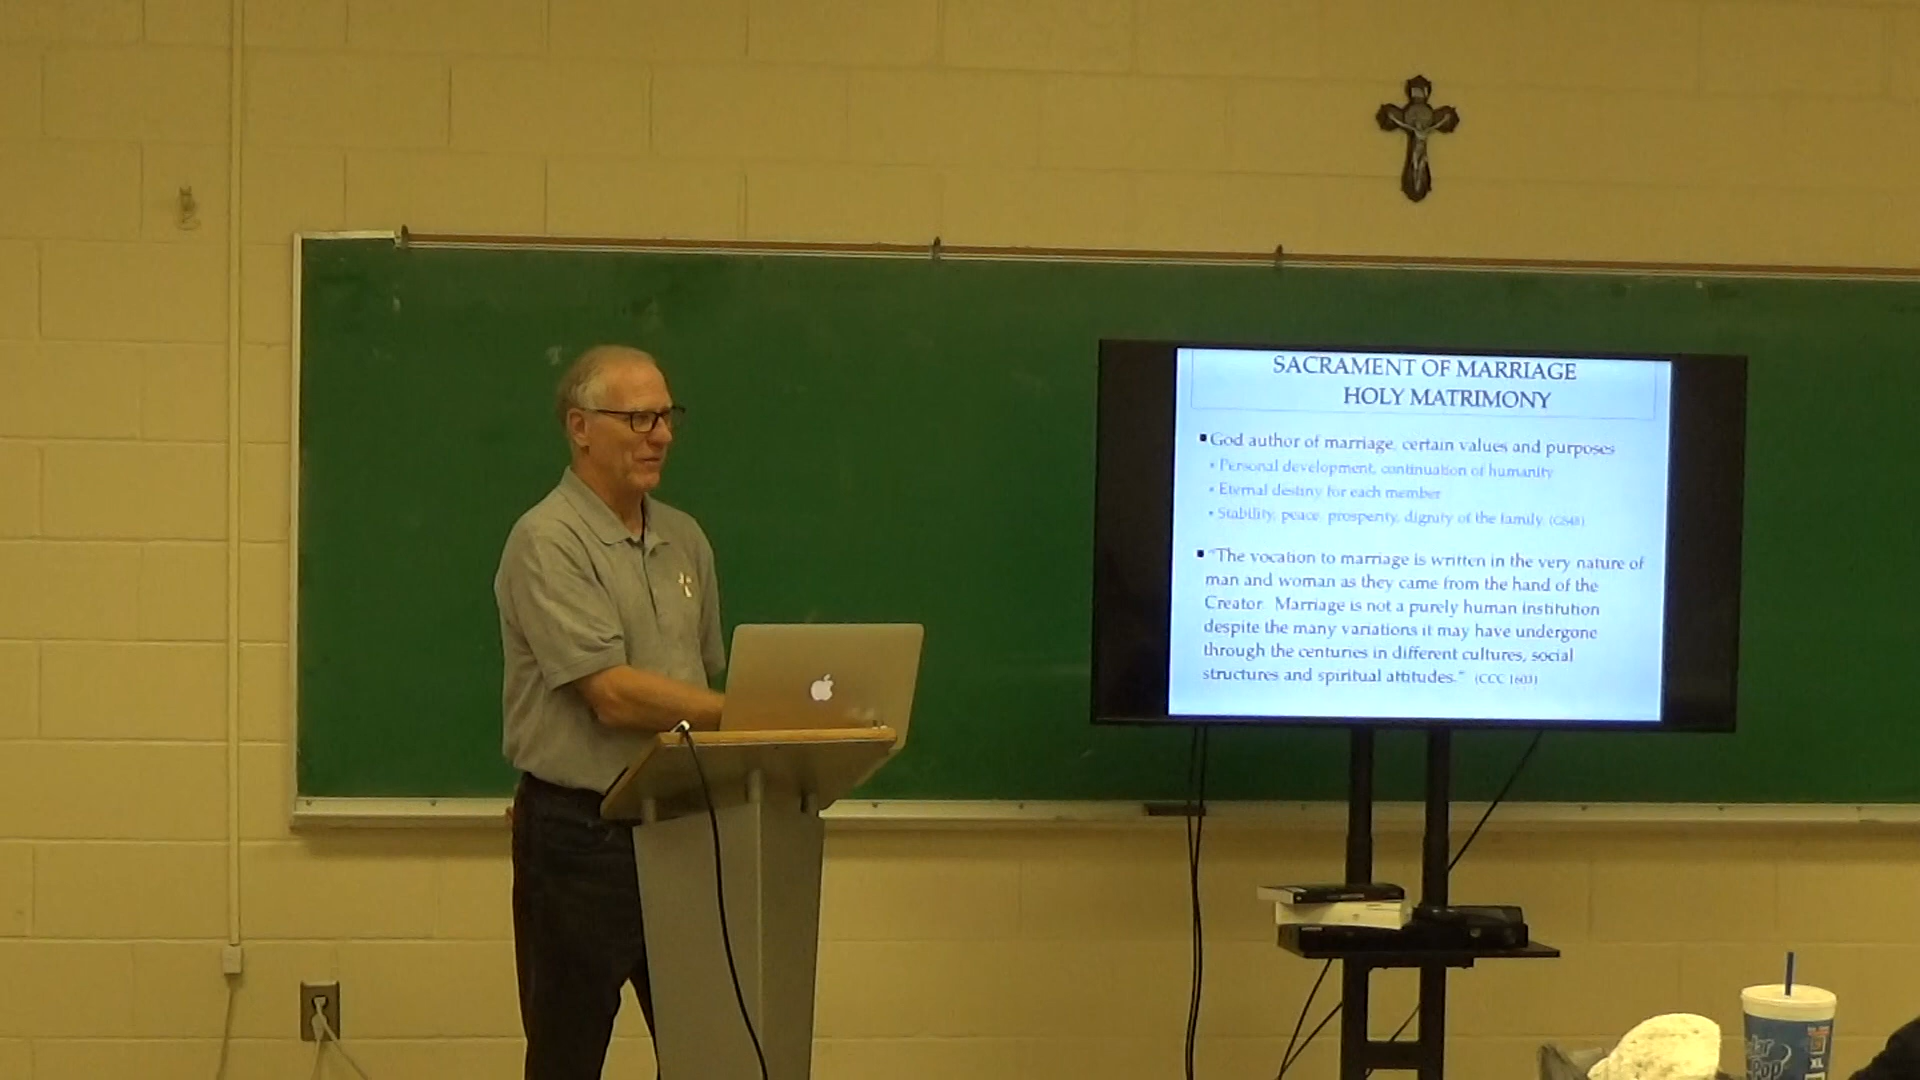 SACRAMENT OF MARRIAGE
HOLY MATRIMONY
God author of marriage, certain values and purposes
Personal development, continuation of humanity
Eternal destiny for each member
Stability, peace, prosperity, dignity of the family (GS48)
"The vocation to marriage is written in the very nature of
man and woman as they came from the hand of the
Creator. Marriage is not a purely human institution
despite the many variations it may have undergone
through the centuries in different cultures, social
structures and spiritual attitudes." (CCC 1603)
Pop
XL